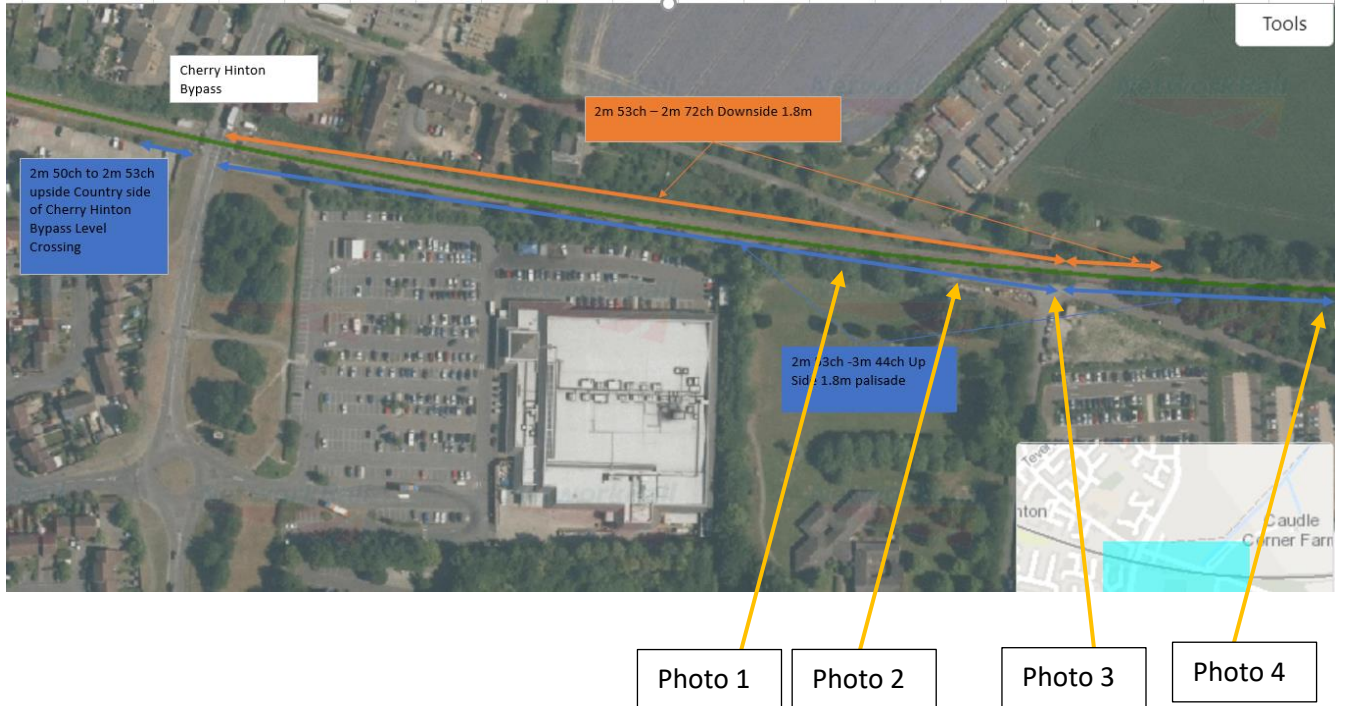 Tools
Cherry Hinton
Bypass
2m 53ch – 2m 72ch Downside 1.8m
2m 50ch to 2m 53ch
upside Country side
of Cherry Hinton
Bypass Level
Crossing
2m 53ch -3m 44ch Up
Side 1.8m palisade
Tever
nton
Caudle
Corner Farm
Photo 1
Photo 2
Photo 3
Photo 4